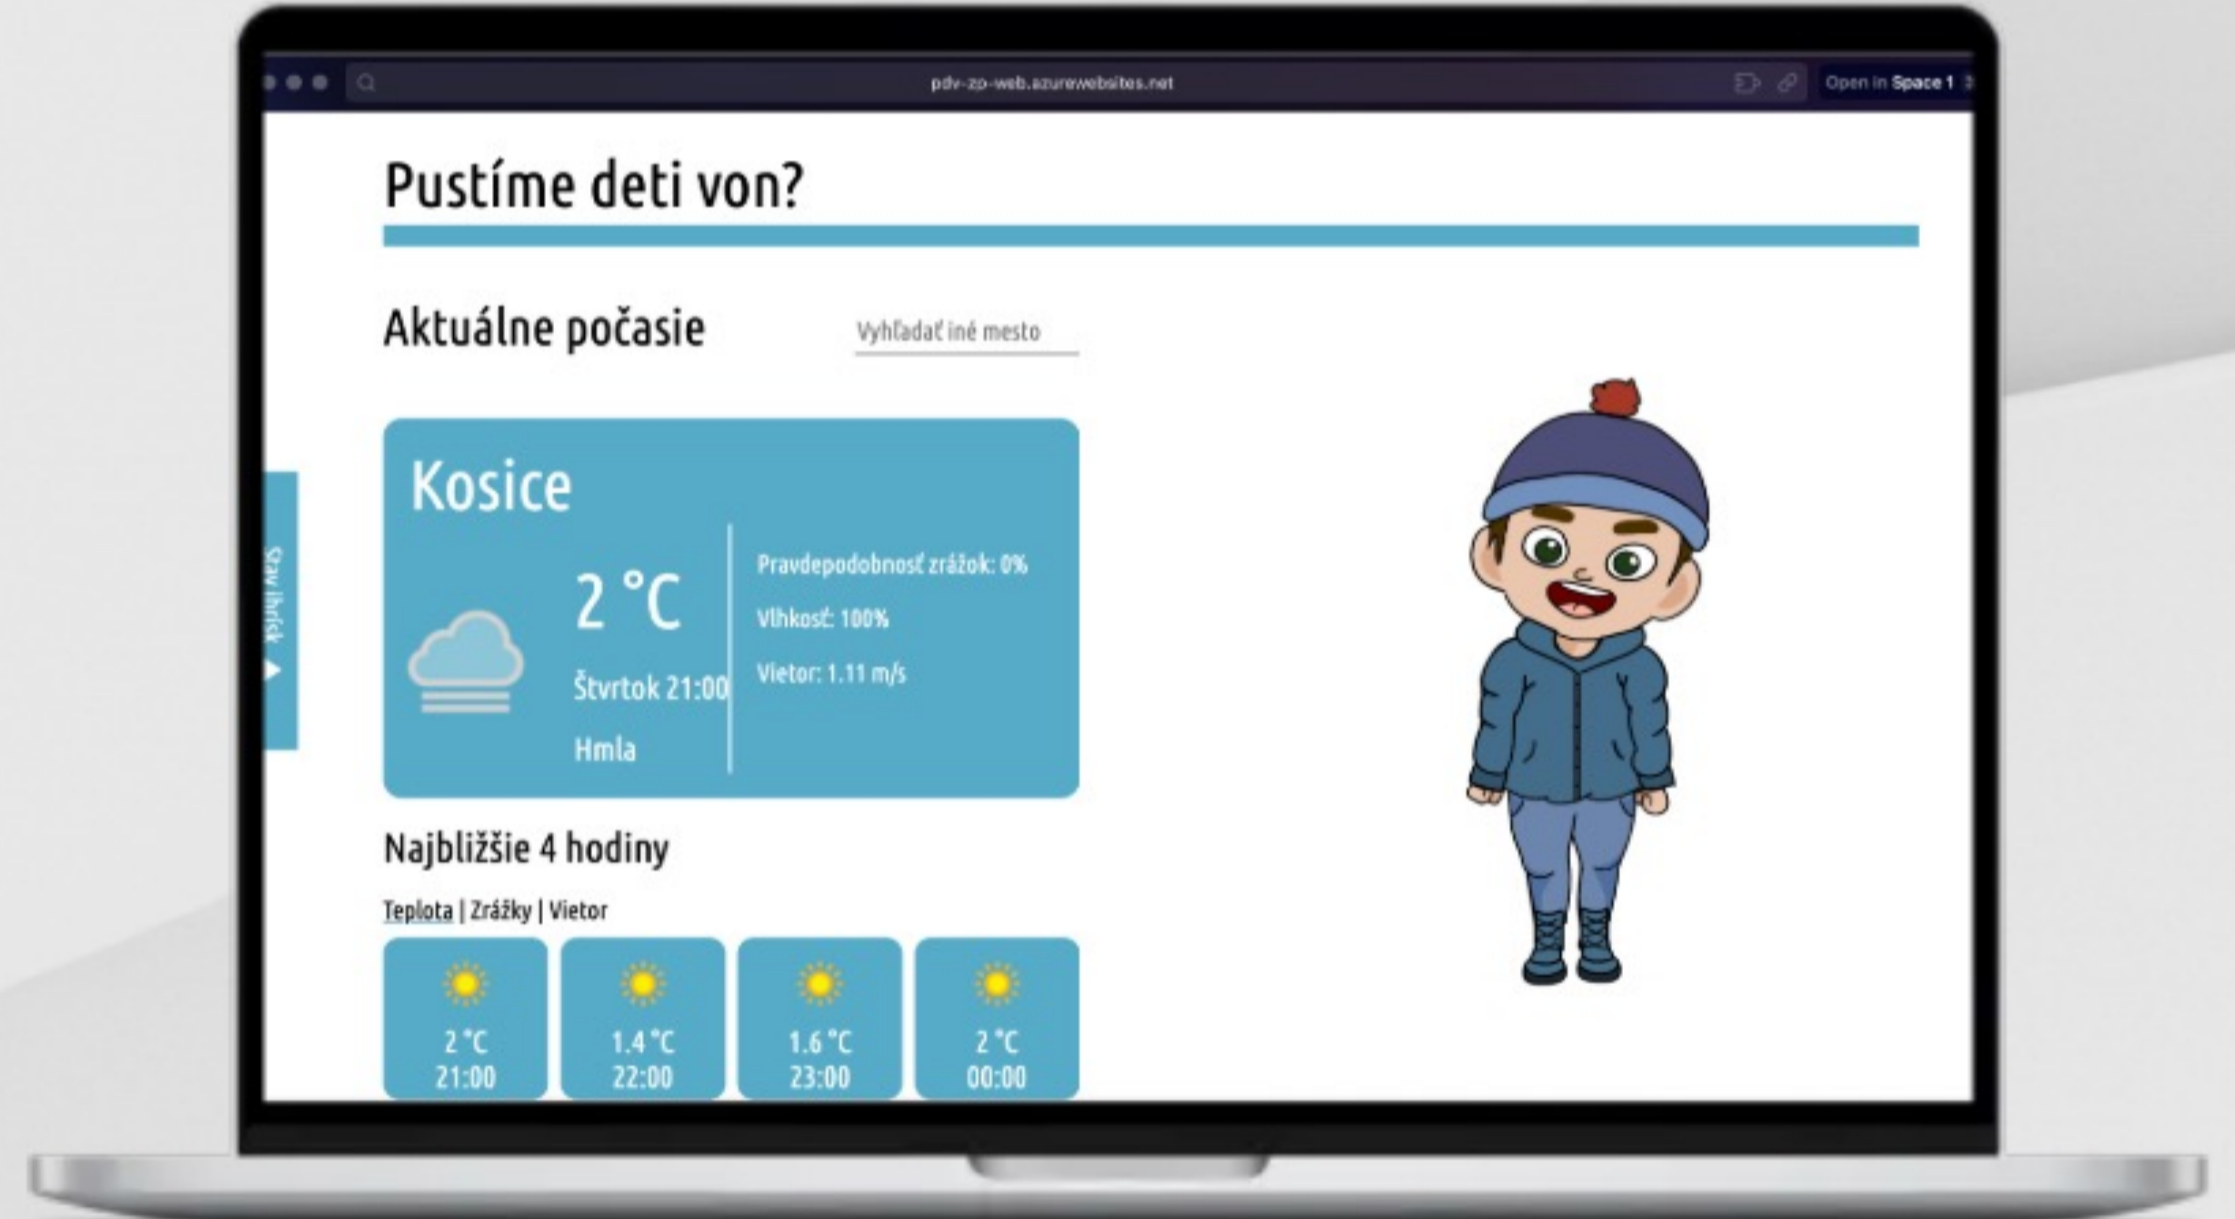 pdv-zp-web.azurewebsites.net
Open in Space 1
Pustíme deti von?
Aktuálne počasie
Vyhľadať iné mesto
Kosice
2 °C
Štvrtok 21:00
Hmla
Pravdepodobnosť zrážok: 0%
Vlhkosť: 100%
Vietor: 1.11 m/s
Stav ihrísk
Najbližšie 4 hodiny
Teplota | Zrážky | Vietor
2 °C
21:00
1.4 °C
22:00
1.6 °C
23:00
2 °C
00:00